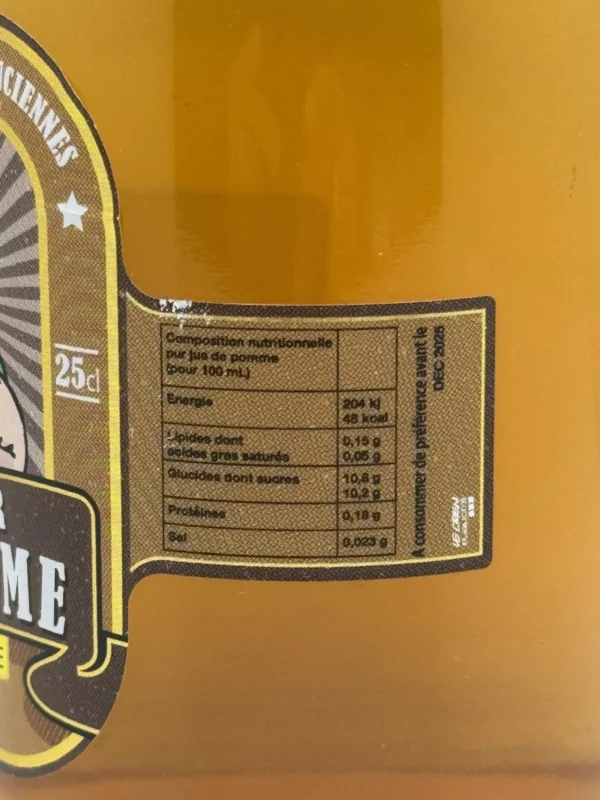 CIENNES
25cl
R
ME
E
Composition nutritionnelle
pur jus de pomme
(pour 100 mL)
Energie
204 kj
48 kcal
Lipides dont
acides gras saturés
0,15 g
0,05 g
Glucides dont sucres
10,8 g
10,2 g
Protéines
0,18 g
Sel
0,023 g
A consommer de préférence avant le
DEC 2025